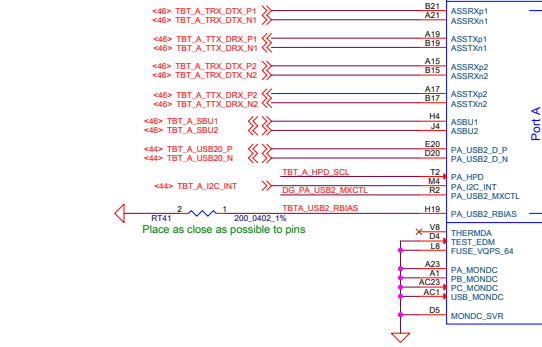 <46> TBT_A_TRX_DTX_P1 B21 ASSRXp1
<46> TBT_A_TRX_DTX_N1 A21 ASSRXn1
<46> TBT_A_TTX_DRX_P1 A19 ASSTXp1
<46> TBT_A_TTX_DRX_N1 B19 ASSTXn1
<46> TBT_A_TRX_DTX_P2 A15 ASSRXp2
<46> TBT_A_TRX_DTX_N2 B15 ASSRXn2
<46> TBT_A_TTX_DRX_P2 A17 ASSTXp2
<46> TBT_A_TTX_DRX_N2 B17 ASSTXn2
<46> TBT_A_SBU1 H4 ASBU1
<46> TBT_A_SBU2 J4 ASBU2
Port A
<44> TBT_A_USB20_P E20 PA_USB2_D_P
<44> TBT_A_USB20_N D20 PA_USB2_D_N
TBT_A_HPD_SCL T2 PA_HPD
<44> TBT_A_I2C_INT M4 PA_I2C_INT
DG_PA_USB2_MXCTL R2 PA_USB2_MXCTL
2 1 TBTA_USB2_RBIAS H19 PA_USB2_RBIAS
RT41 200_0402_1%
Place as close as possible to pins
V8 THERMDA
D4 TEST_EDM
L8 FUSE_VQPS_64
A23 PA_MONDC
A1 PB_MONDC
AC23 PC_MONDC
AC1 USB_MONDC
D5 MONDC_SVR